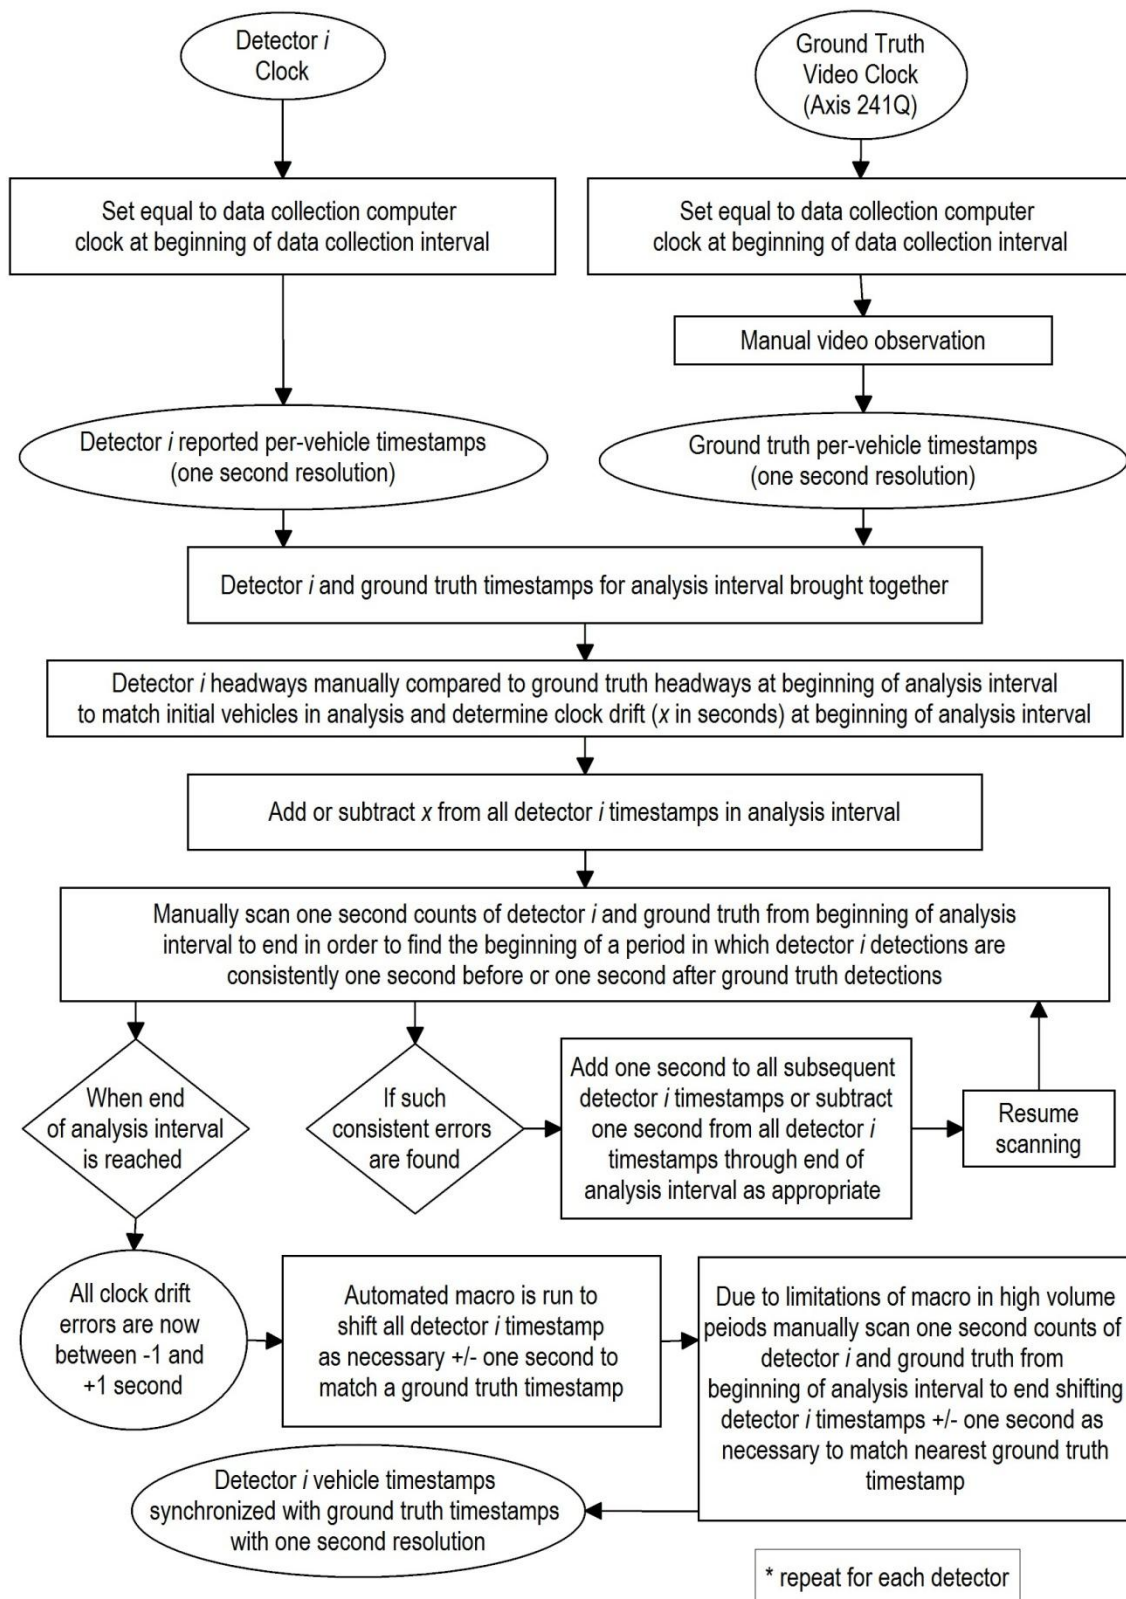 Detector i
Clock
Ground Truth
Video Clock
(Axis 241Q)
Set equal to data collection computer
clock at beginning of data collection interval
Set equal to data collection computer
clock at beginning of data collection interval
Manual video observation
Detector i reported per-vehicle timestamps
(one second resolution)
Ground truth per-vehicle timestamps
(one second resolution)
Detector i and ground truth timestamps for analysis interval brought together
Detector i headways manually compared to ground truth headways at beginning of analysis interval
to match initial vehicles in analysis and determine clock drift (x in seconds) at beginning of analysis interval
Add or subtract x from all detector i timestamps in analysis interval
Manually scan one second counts of detector i and ground truth from beginning of analysis
interval to end in order to find the beginning of a period in which detector i detections are
consistently one second before or one second after ground truth detections
When end
of analysis interval
is reached
If such
consistent errors
are found
Add one second to all subsequent
detector i timestamps or subtract
one second from all detector i
timestamps through end of
analysis interval as appropriate
Resume
scanning
All clock drift
errors are now
between -1 and
+1 second
Automated macro is run to
shift all detector i timestamp
as necessary +/- one second to
match a ground truth timestamp
Due to limitations of macro in high volume
peiods manually scan one second counts of
detector i and ground truth from
beginning of analysis interval to end shifting
detector i timestamps +/- one second as
necessary to match nearest ground truth
timestamp
Detector i vehicle timestamps
synchronized with ground truth timestamps
with one second resolution
* repeat for each detector